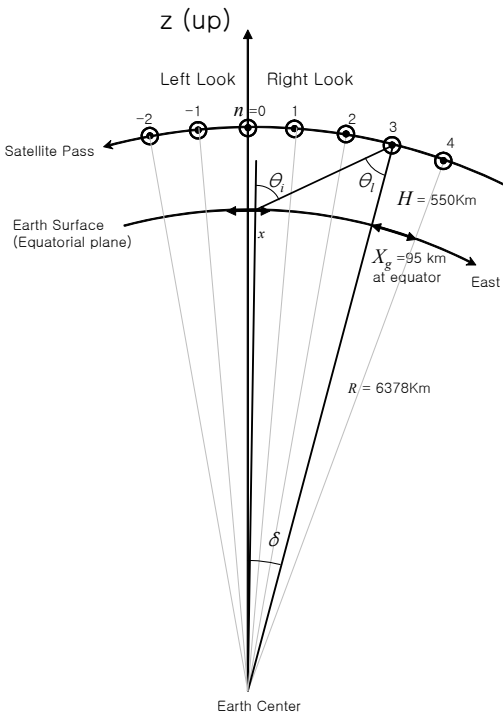 z (up)
Left Look
Right Look
-2
-1
n=0
1
2
3
4
Satellite Pass
θi
θl
H = 550Km
Earth Surface
(Equatorial plane)
x
Xg =95 km
at equator
East
R = 6378Km
δ
Earth Center